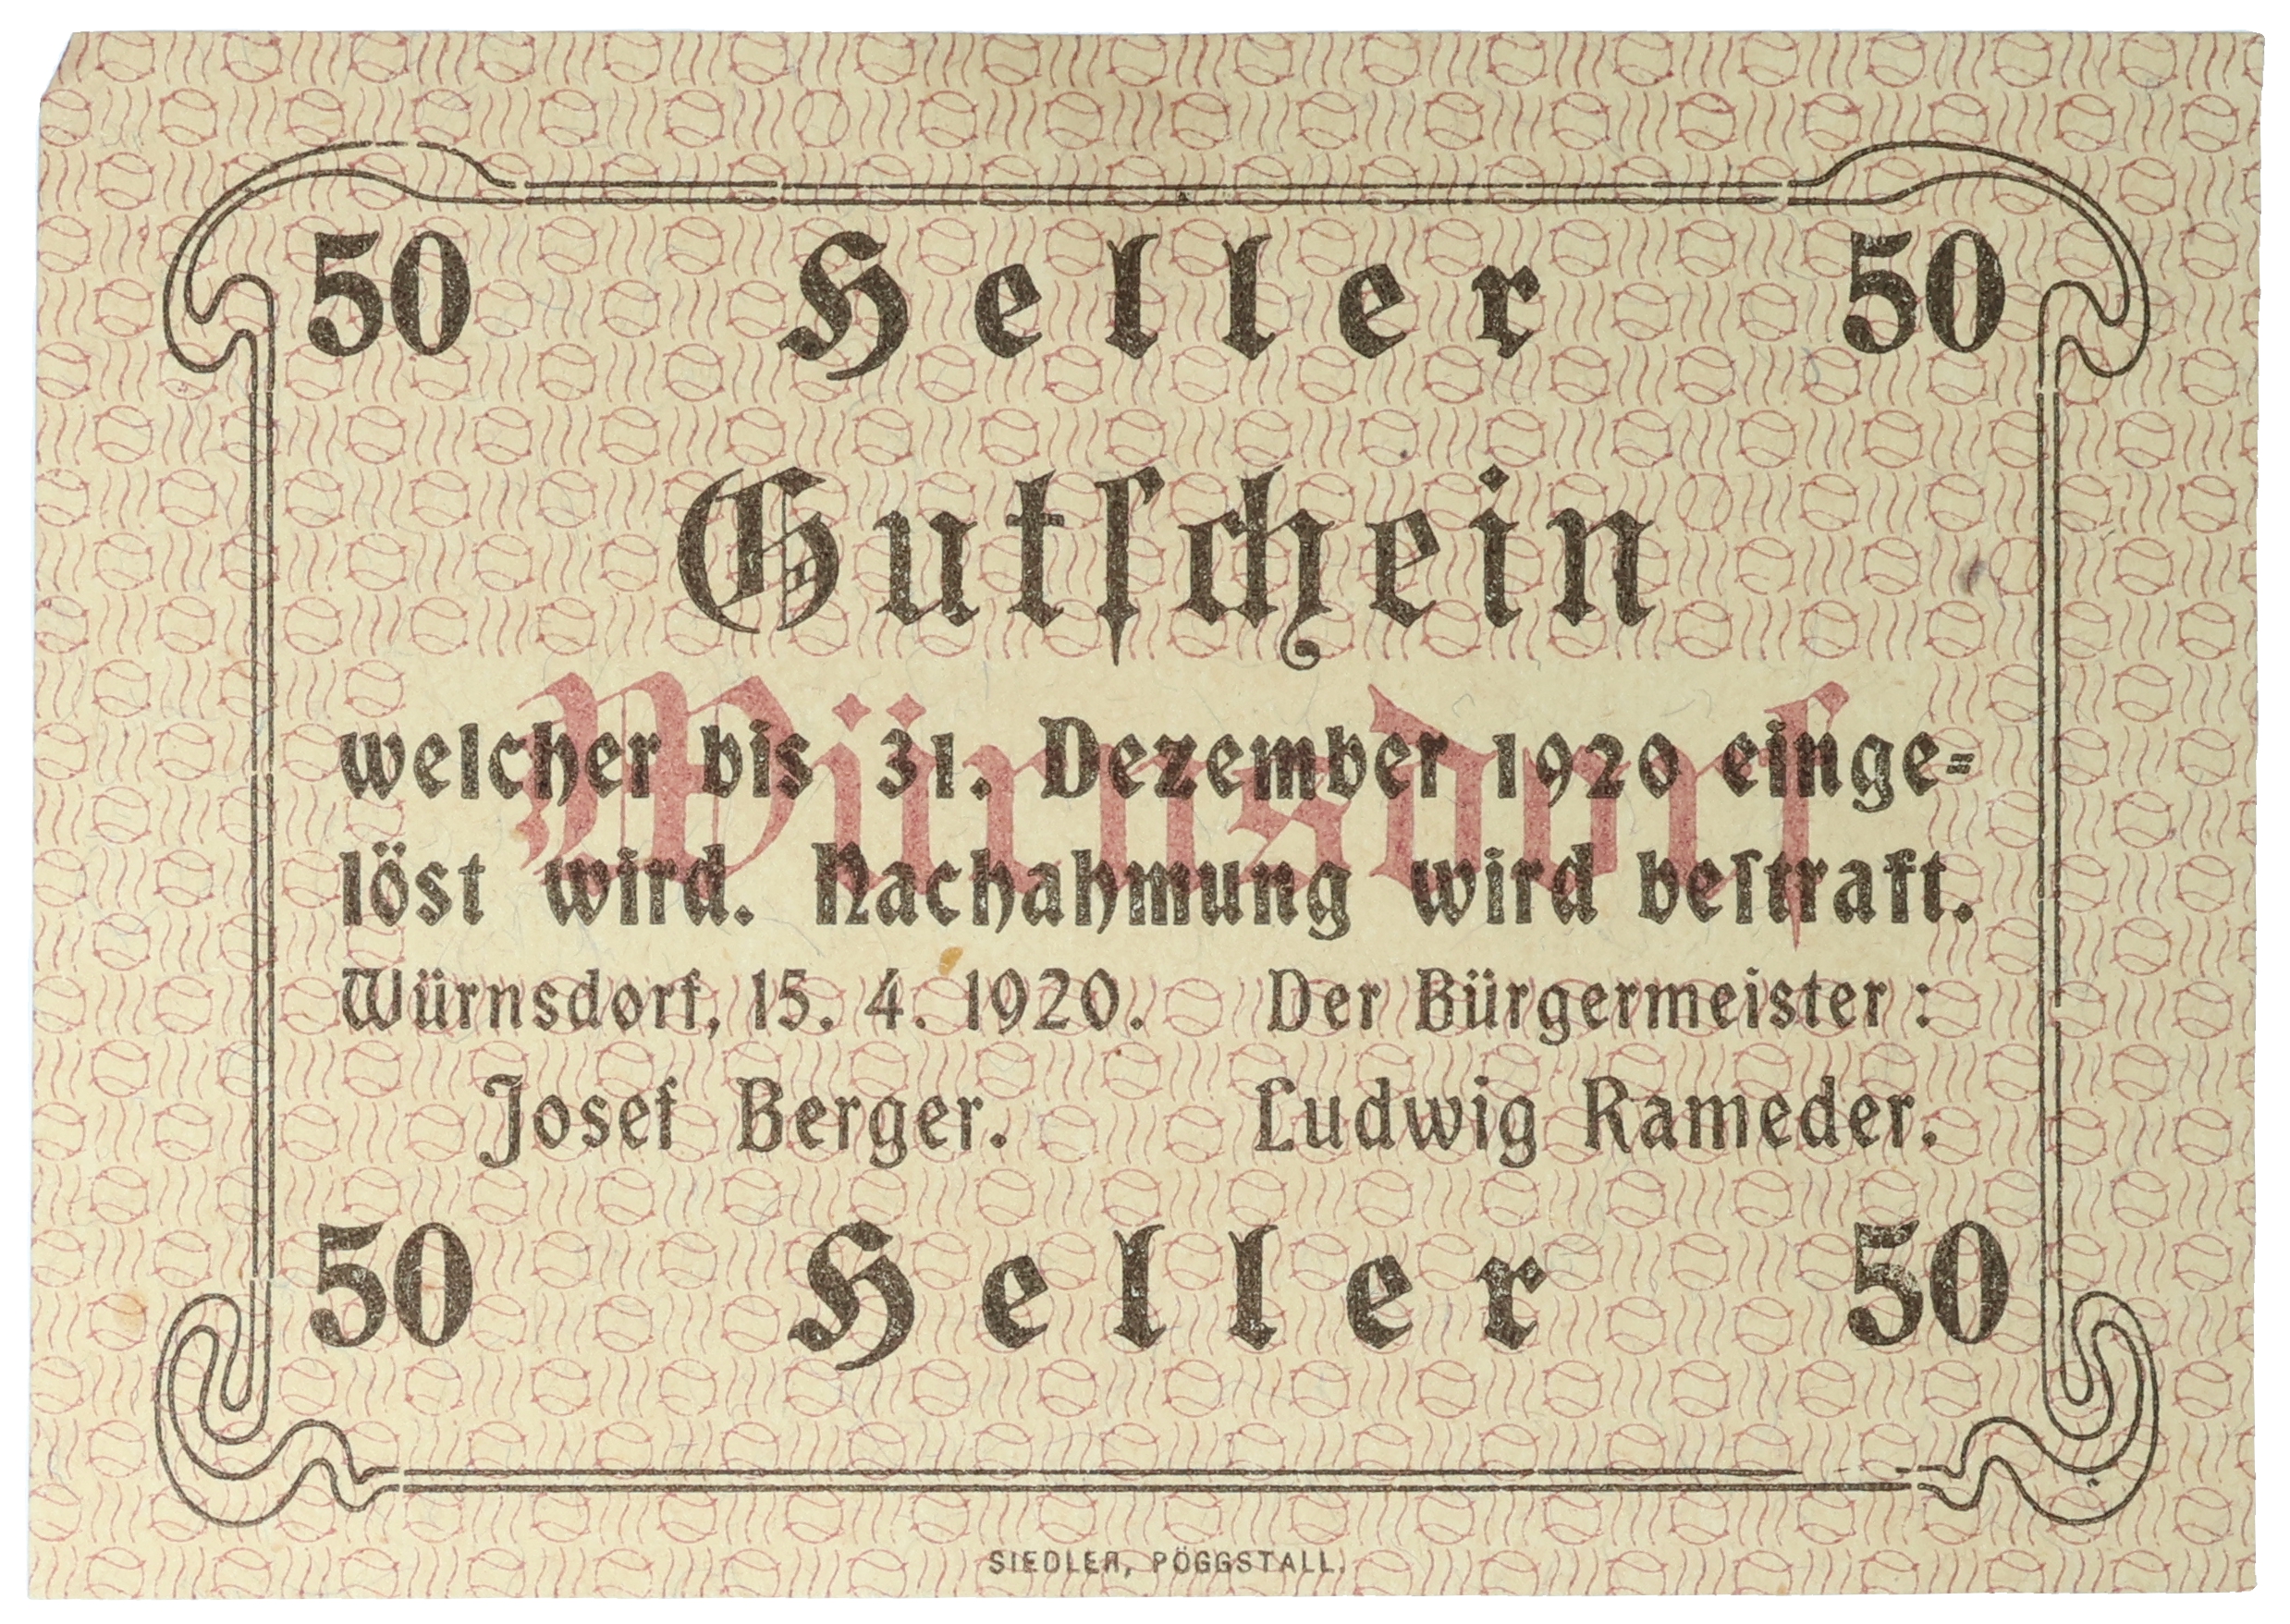 50 Heller 50
Gutschein
Würnsdorf
welcher bis 31. Dezember 1920 einge=
löst wird. Nachahmung wird bestraft.
Würnsdorf, 15. 4. 1920. Der Bürgermeister :
Josef Berger. Ludwig Rameder.
50 Heller 50
SIEDLER, PÖGGSTALL.